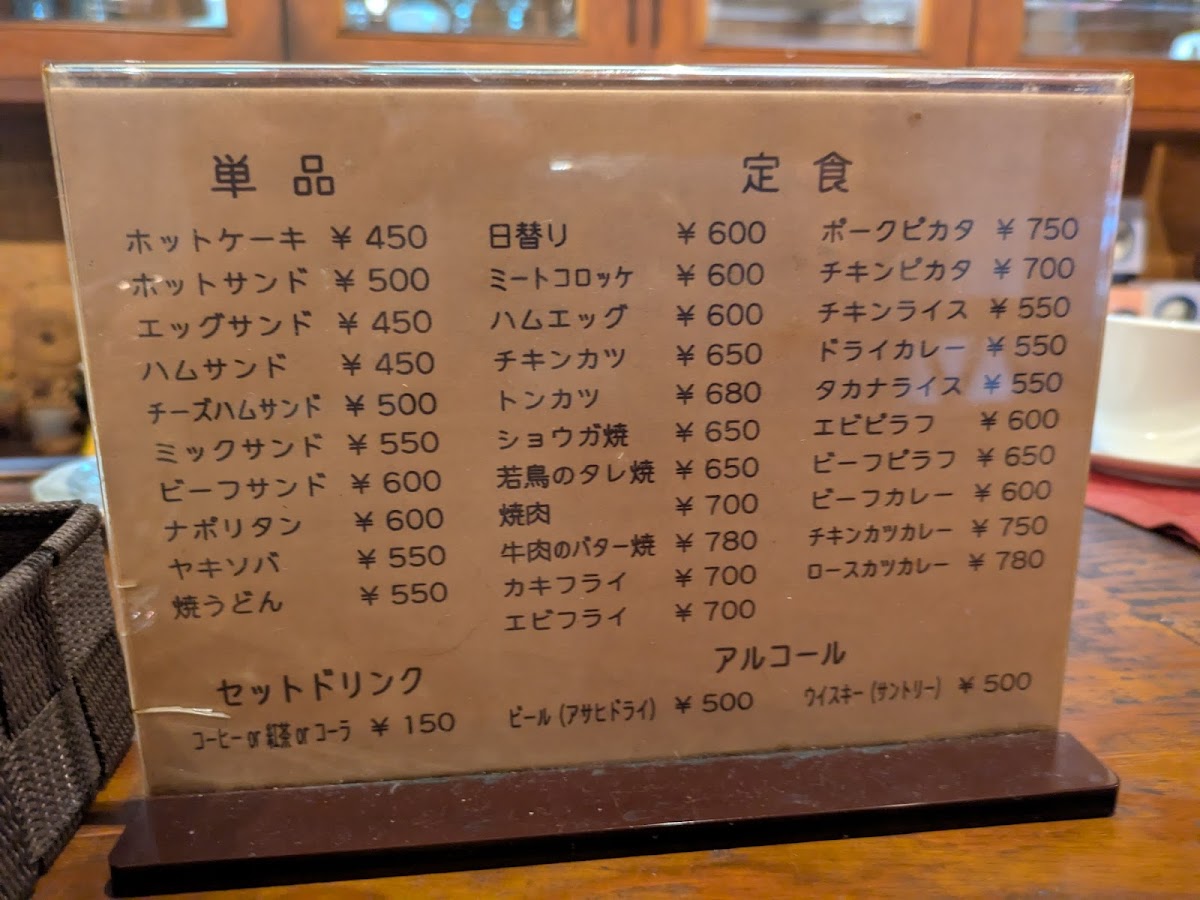 単品
ホットケーキ ¥ 450
ホットサンド ¥ 500
エッグサンド ¥ 450
ハムサンド ¥ 450
チーズハムサンド ¥ 500
ミックサンド ¥ 550
ビーフサンド ¥ 600
ナポリタン ¥ 600
ヤキソバ ¥ 550
焼うどん ¥ 550
セットドリンク
コーヒー or 紅茶 or コーラ ¥ 150
定食
日替り ¥ 600
ミートコロッケ ¥ 600
ハムエッグ ¥ 600
チキンカツ ¥ 650
トンカツ ¥ 680
ショウガ焼 ¥ 650
若鳥のタレ焼 ¥ 650
焼肉 ¥ 700
牛肉のバター焼 ¥ 780
カキフライ ¥ 700
エビフライ ¥ 700
ポークピカタ ¥ 750
チキンピカタ ¥ 700
チキンライス ¥ 550
ドライカレー ¥ 550
タカナライス ¥ 550
エビピラフ ¥ 600
ビーフピラフ ¥ 650
ビーフカレー ¥ 600
チキンカツカレー ¥ 750
ロースカツカレー ¥ 780
アルコール
ビール (アサヒドライ) ¥ 500
ウイスキー (サントリー) ¥ 500